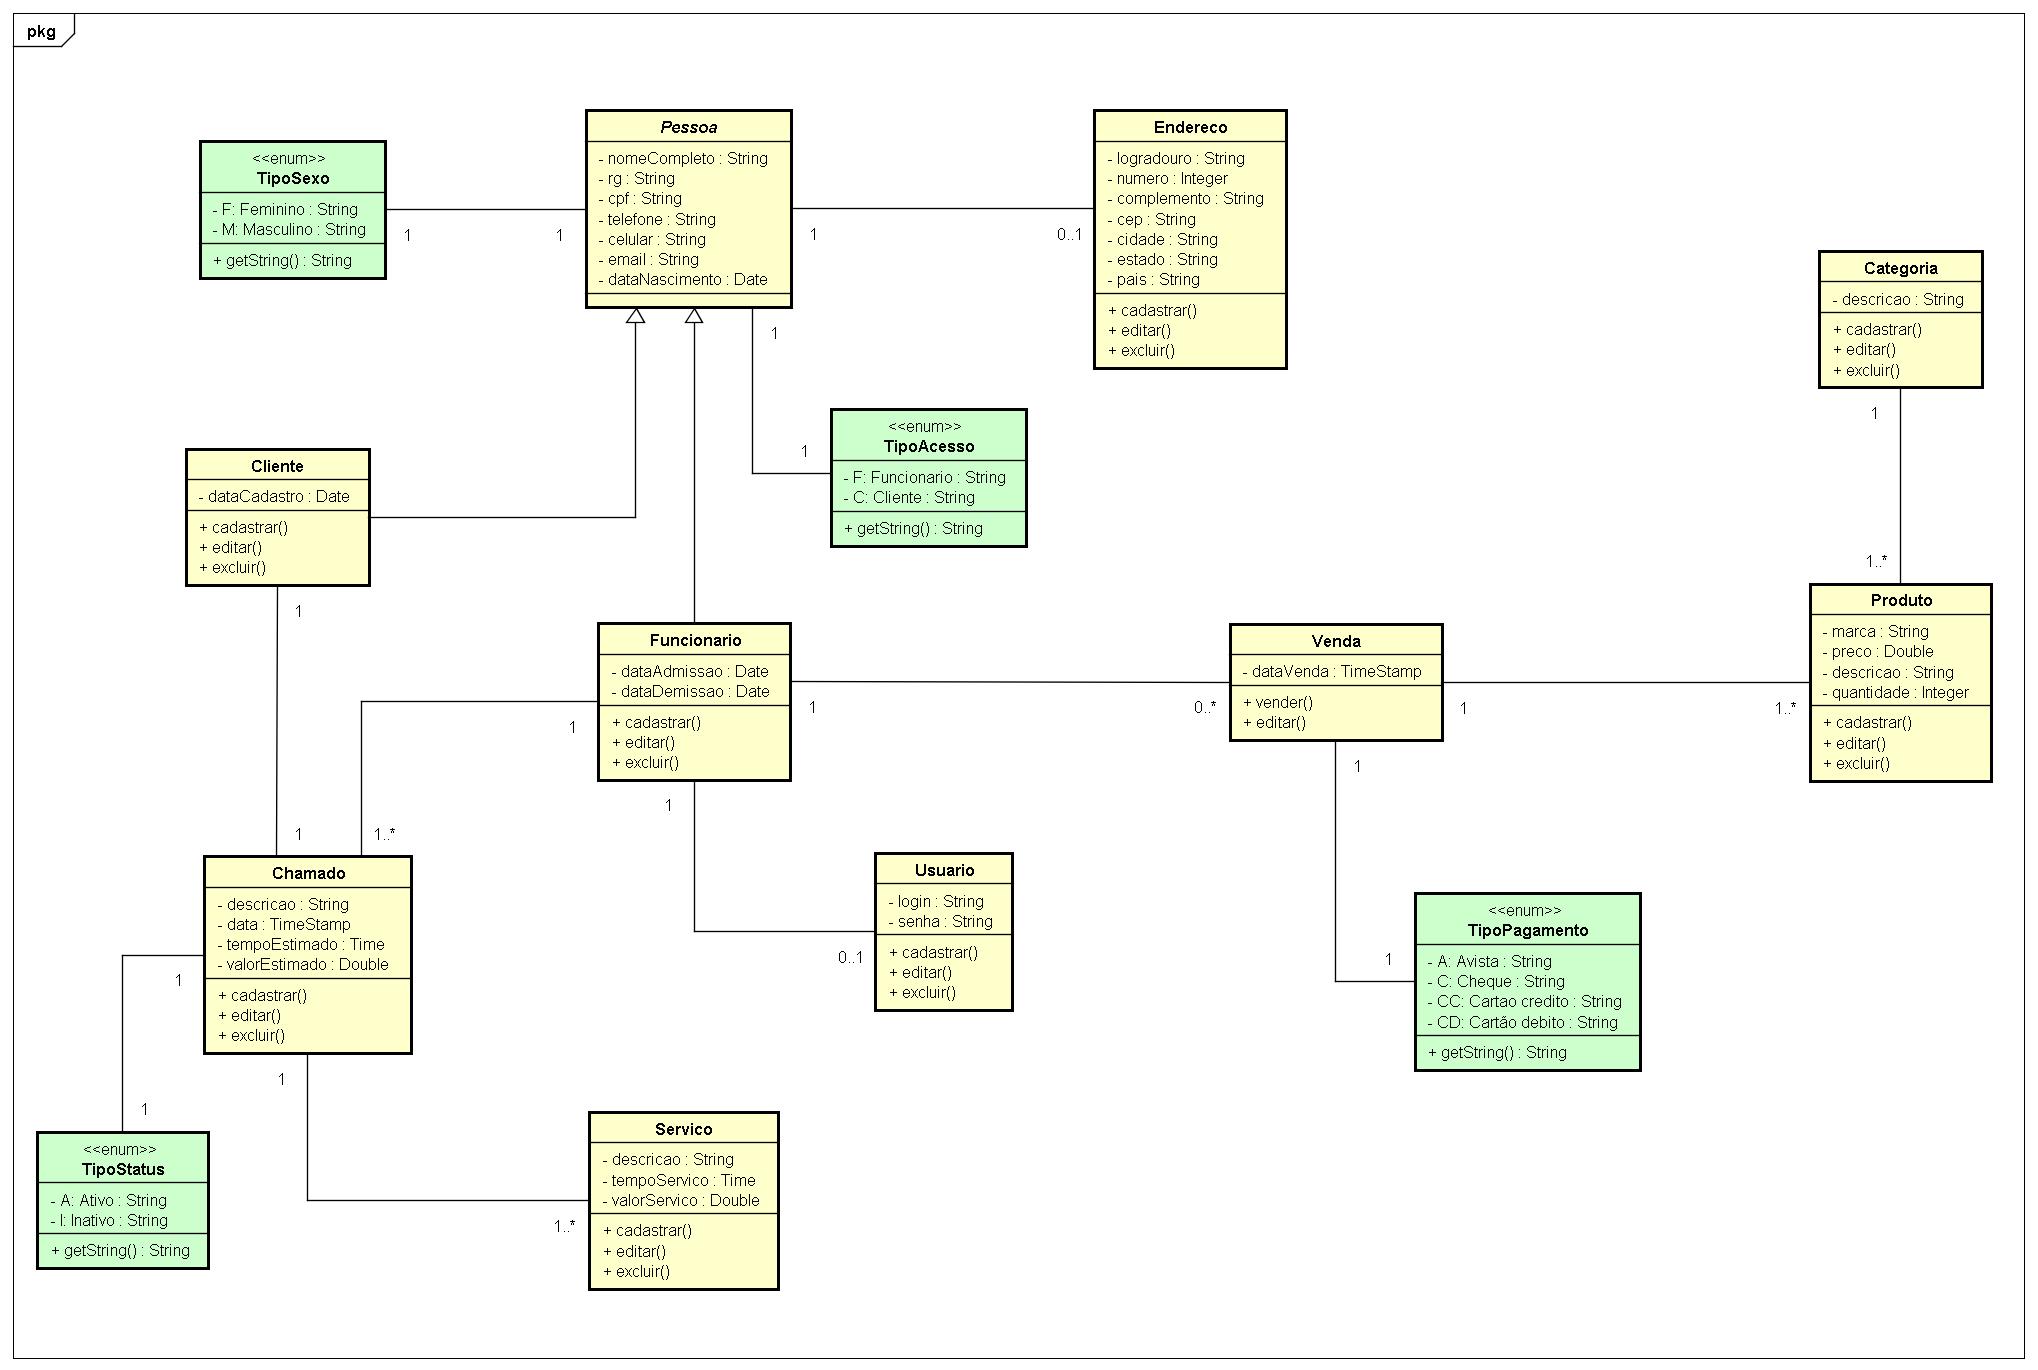 pkg
Pessoa
- nomeCompleto : String
- rg : String
- cpf : String
- telefone : String
- celular : String
- email : String
- dataNascimento : Date
Endereco
- logradouro : String
- numero : Integer
- complemento : String
- cep : String
- cidade : String
- estado : String
- pais : String
+ cadastrar()
+ editar()
+ excluir()
<<enum>>
TipoSexo
- F: Feminino : String
- M: Masculino : String
+ getString() : String
1
1
1
0..1
1
1
Categoria
- descricao : String
+ cadastrar()
+ editar()
+ excluir()
1
1..*
<<enum>>
TipoAcesso
- F: Funcionario : String
- C: Cliente : String
+ getString() : String
Cliente
- dataCadastro : Date
+ cadastrar()
+ editar()
+ excluir()
1
1
Funcionario
- dataAdmissao : Date
- dataDemissao : Date
+ cadastrar()
+ editar()
+ excluir()
1
1..*
1
0..*
1
0..1
Venda
- dataVenda : TimeStamp
+ vender()
+ editar()
1
1..*
1
1
Produto
- marca : String
- preco : Double
- descricao : String
- quantidade : Integer
+ cadastrar()
+ editar()
+ excluir()
Chamado
- descricao : String
- data : TimeStamp
- tempoEstimado : Time
- valorEstimado : Double
+ cadastrar()
+ editar()
+ excluir()
1
1
1
1..*
Usuario
- login : String
- senha : String
+ cadastrar()
+ editar()
+ excluir()
<<enum>>
TipoPagamento
- A: Avista : String
- C: Cheque : String
- CC: Cartao credito : String
- CD: Cartão debito : String
+ getString() : String
<<enum>>
TipoStatus
- A: Ativo : String
- I: Inativo : String
+ getString() : String
Servico
- descricao : String
- tempoServico : Time
- valorServico : Double
+ cadastrar()
+ editar()
+ excluir()